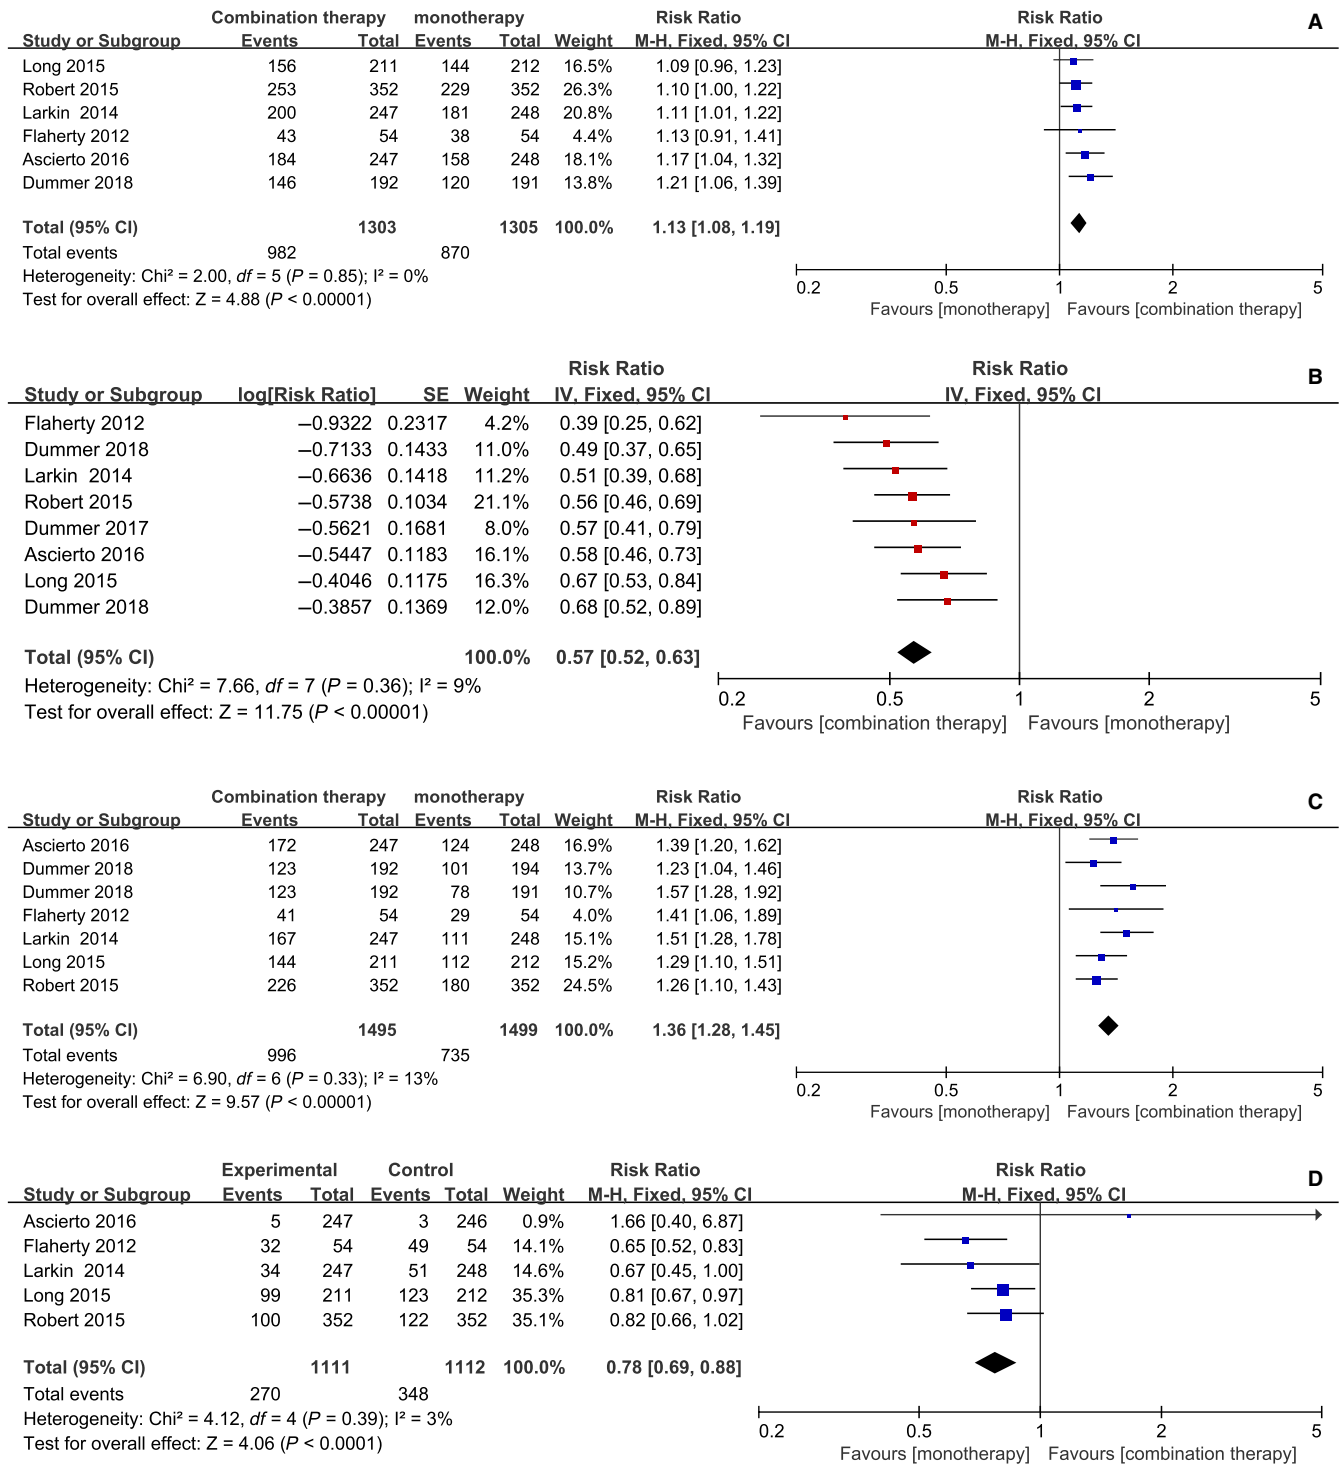 Combination therapy monotherapy Risk Ratio Risk Ratio A
Study or Subgroup Events Total Events Total Weight M-H, Fixed, 95% CI M-H, Fixed, 95% CI
Long 2015 156 211 144 212 16.5% 1.09 [0.96, 1.23]
Robert 2015 253 352 229 352 26.3% 1.10 [1.00, 1.22]
Larkin 2014 200 247 181 248 20.8% 1.11 [1.01, 1.22]
Flaherty 2012 43 54 38 54 4.4% 1.13 [0.91, 1.41]
Ascierto 2016 184 247 158 248 18.1% 1.17 [1.04, 1.32]
Dummer 2018 146 192 120 191 13.8% 1.21 [1.06, 1.39]
Total (95% CI) 1303 1305 100.0% 1.13 [1.08, 1.19]
Total events 982 870
Heterogeneity: Chi² = 2.00, df = 5 (P = 0.85); I² = 0%
Test for overall effect: Z = 4.88 (P < 0.00001)
0.2 0.5 1 2 5
Favours [monotherapy] Favours [combination therapy]
Risk Ratio Risk Ratio B
Study or Subgroup log[Risk Ratio] SE Weight IV, Fixed, 95% CI IV, Fixed, 95% CI
Flaherty 2012 –0.9322 0.2317 4.2% 0.39 [0.25, 0.62]
Dummer 2018 –0.7133 0.1433 11.0% 0.49 [0.37, 0.65]
Larkin 2014 –0.6636 0.1418 11.2% 0.51 [0.39, 0.68]
Robert 2015 –0.5738 0.1034 21.1% 0.56 [0.46, 0.69]
Dummer 2017 –0.5621 0.1681 8.0% 0.57 [0.41, 0.79]
Ascierto 2016 –0.5447 0.1183 16.1% 0.58 [0.46, 0.73]
Long 2015 –0.4046 0.1175 16.3% 0.67 [0.53, 0.84]
Dummer 2018 –0.3857 0.1369 12.0% 0.68 [0.52, 0.89]
Total (95% CI) 100.0% 0.57 [0.52, 0.63]
Heterogeneity: Chi² = 7.66, df = 7 (P = 0.36); I² = 9%
Test for overall effect: Z = 11.75 (P < 0.00001)
0.2 0.5 1 2 5
Favours [combination therapy] Favours [monotherapy]
Combination therapy monotherapy Risk Ratio Risk Ratio C
Study or Subgroup Events Total Events Total Weight M-H, Fixed, 95% CI M-H, Fixed, 95% CI
Ascierto 2016 172 247 124 248 16.9% 1.39 [1.20, 1.62]
Dummer 2018 123 192 101 194 13.7% 1.23 [1.04, 1.46]
Dummer 2018 123 192 78 191 10.7% 1.57 [1.28, 1.92]
Flaherty 2012 41 54 29 54 4.0% 1.41 [1.06, 1.89]
Larkin 2014 167 247 111 248 15.1% 1.51 [1.28, 1.78]
Long 2015 144 211 112 212 15.2% 1.29 [1.10, 1.51]
Robert 2015 226 352 180 352 24.5% 1.26 [1.10, 1.43]
Total (95% CI) 1495 1499 100.0% 1.36 [1.28, 1.45]
Total events 996 735
Heterogeneity: Chi² = 6.90, df = 6 (P = 0.33); I² = 13%
Test for overall effect: Z = 9.57 (P < 0.00001)
0.2 0.5 1 2 5
Favours [monotherapy] Favours [combination therapy]
Experimental Control Risk Ratio Risk Ratio D
Study or Subgroup Events Total Events Total Weight M-H, Fixed, 95% CI M-H, Fixed, 95% CI
Ascierto 2016 5 247 3 246 0.9% 1.66 [0.40, 6.87]
Flaherty 2012 32 54 49 54 14.1% 0.65 [0.52, 0.83]
Larkin 2014 34 247 51 248 14.6% 0.67 [0.45, 1.00]
Long 2015 99 211 123 212 35.3% 0.81 [0.67, 0.97]
Robert 2015 100 352 122 352 35.1% 0.82 [0.66, 1.02]
Total (95% CI) 1111 1112 100.0% 0.78 [0.69, 0.88]
Total events 270 348
Heterogeneity: Chi² = 4.12, df = 4 (P = 0.39); I² = 3%
Test for overall effect: Z = 4.06 (P < 0.0001)
0.2 0.5 1 2 5
Favours [monotherapy] Favours [combination therapy]